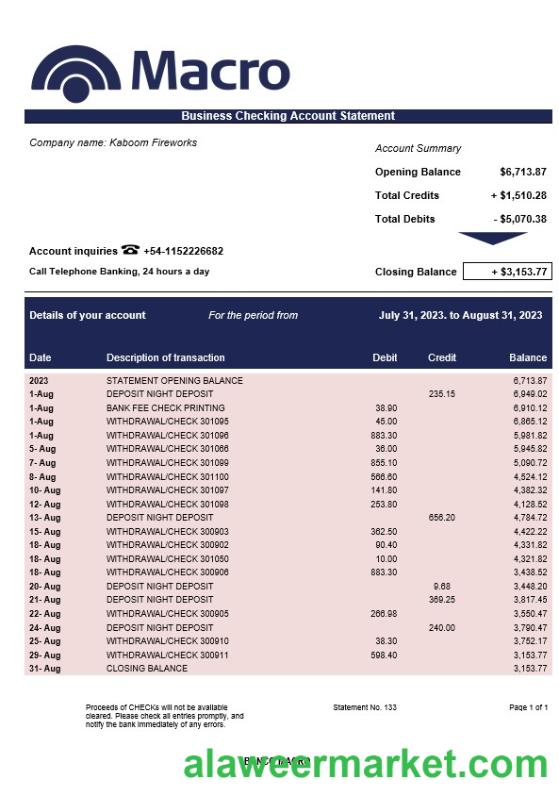 Macro
Business Checking Account Statement
Company name: Kaboom Fireworks
Account Summary
Opening Balance $6,713.87
Total Credits + $1,510.28
Total Debits - $5,070.38
Account inquiries ☎ +54-1152226682
Call Telephone Banking, 24 hours a day
Closing Balance + $3,153.77
Details of your account For the period from July 31, 2023. to August 31, 2023
Date Description of transaction Debit Credit Balance
2023 STATEMENT OPENING BALANCE 6,713.87
1-Aug DEPOSIT NIGHT DEPOSIT 235.15 6,949.02
1-Aug BANK FEE CHECK PRINTING 38.90 6,910.12
1-Aug WITHDRAWAL/CHECK 301095 45.00 6,865.12
1-Aug WITHDRAWAL/CHECK 301096 883.30 5,981.82
5- Aug WITHDRAWAL/CHECK 301066 36.00 5,945.82
7- Aug WITHDRAWAL/CHECK 301099 855.10 5,090.72
8- Aug WITHDRAWAL/CHECK 301100 566.60 4,524.12
10- Aug WITHDRAWAL/CHECK 301097 141.80 4,382.32
12- Aug WITHDRAWAL/CHECK 301098 253.80 4,128.52
13- Aug DEPOSIT NIGHT DEPOSIT 656.20 4,784.72
15- Aug WITHDRAWAL/CHECK 300903 362.50 4,422.22
18- Aug WITHDRAWAL/CHECK 300902 90.40 4,331.82
18- Aug WITHDRAWAL/CHECK 301050 10.00 4,321.82
18- Aug WITHDRAWAL/CHECK 300906 883.30 3,438.52
20- Aug DEPOSIT NIGHT DEPOSIT 9.68 3,448.20
21- Aug DEPOSIT NIGHT DEPOSIT 369.25 3,817.45
22- Aug WITHDRAWAL/CHECK 300905 266.98 3,550.47
24- Aug DEPOSIT NIGHT DEPOSIT 240.00 3,790.47
25- Aug WITHDRAWAL/CHECK 300910 38.30 3,752.17
29- Aug WITHDRAWAL/CHECK 300911 598.40 3,153.77
31- Aug CLOSING BALANCE 3,153.77
Proceeds of CHECKs will not be available
cleared. Please check all entries promptly, and
notify the bank immediately of any errors.
Statement No. 133
Page 1 of 1
BANCO MACRO
alaweermarket.com